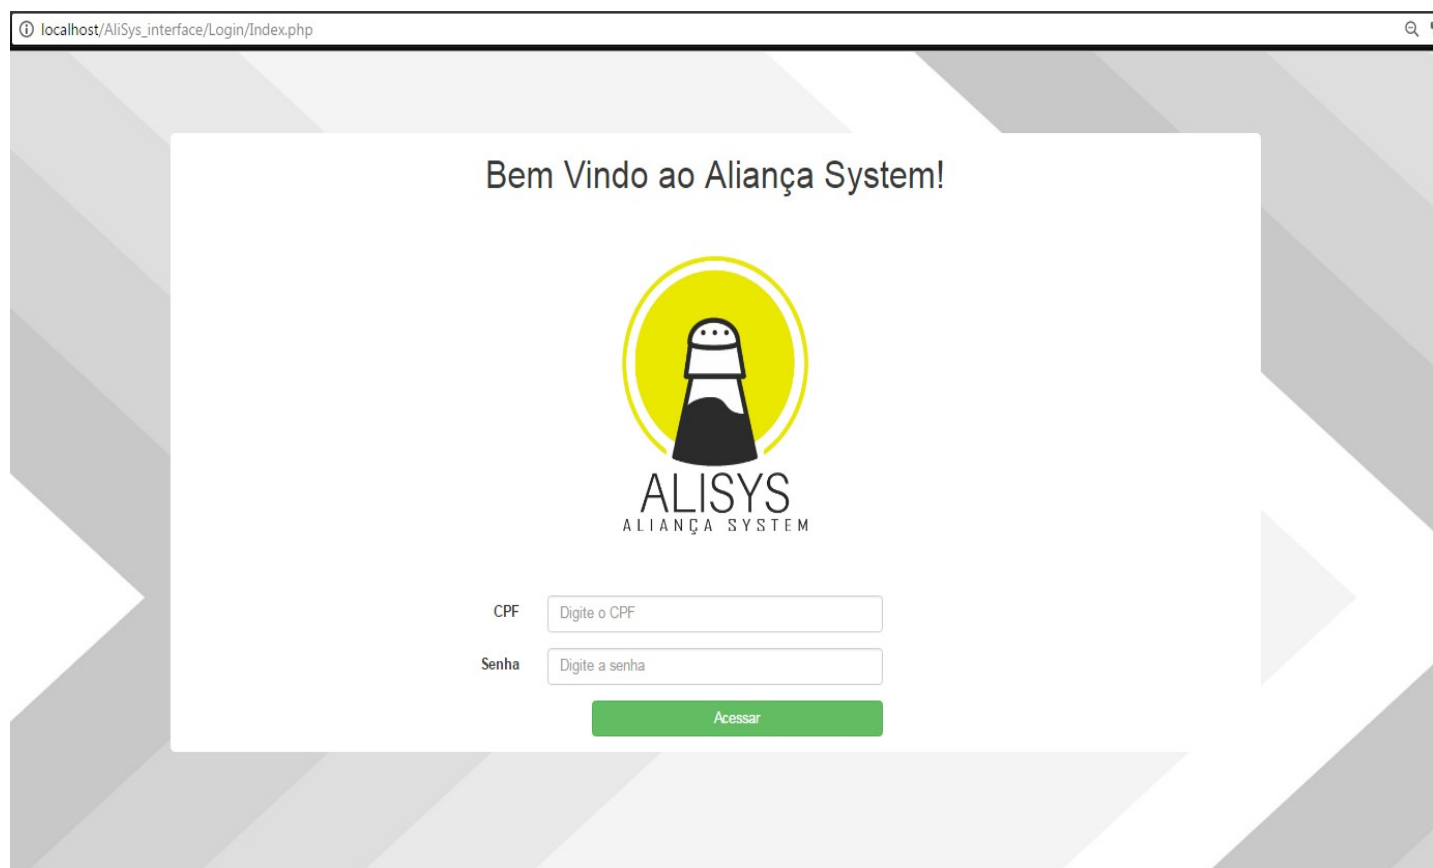 localhost/AliSys_interface/Login/Index.php
Bem Vindo ao Aliança System!
ALISYS
ALIANÇA SYSTEM
CPF Digite o CPF
Senha Digite a senha
Acessar